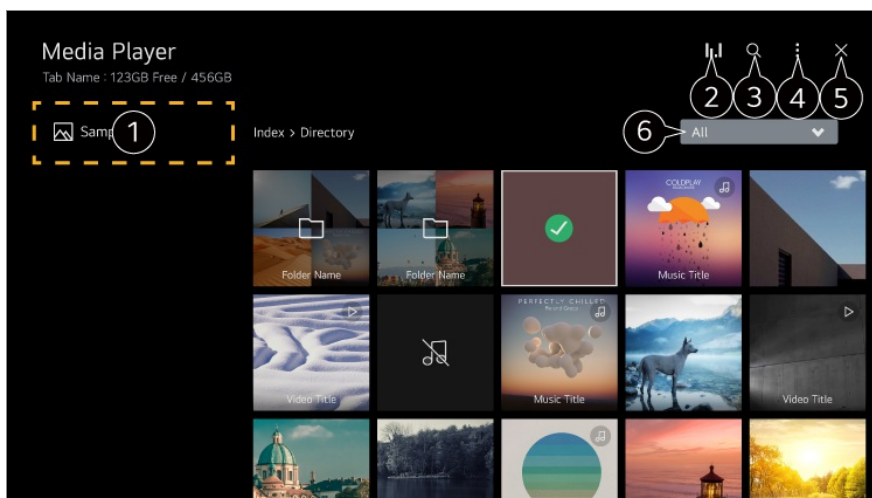 Media Player
Tab Name : 123GB Free / 456GB
2
3
4
5
Samp
1
Index > Directory
6
All
Folder Name
Folder Name
COLDPLAY
Music Title
Video Title
PERFECTLY CHILLED
Music Title
Video Title